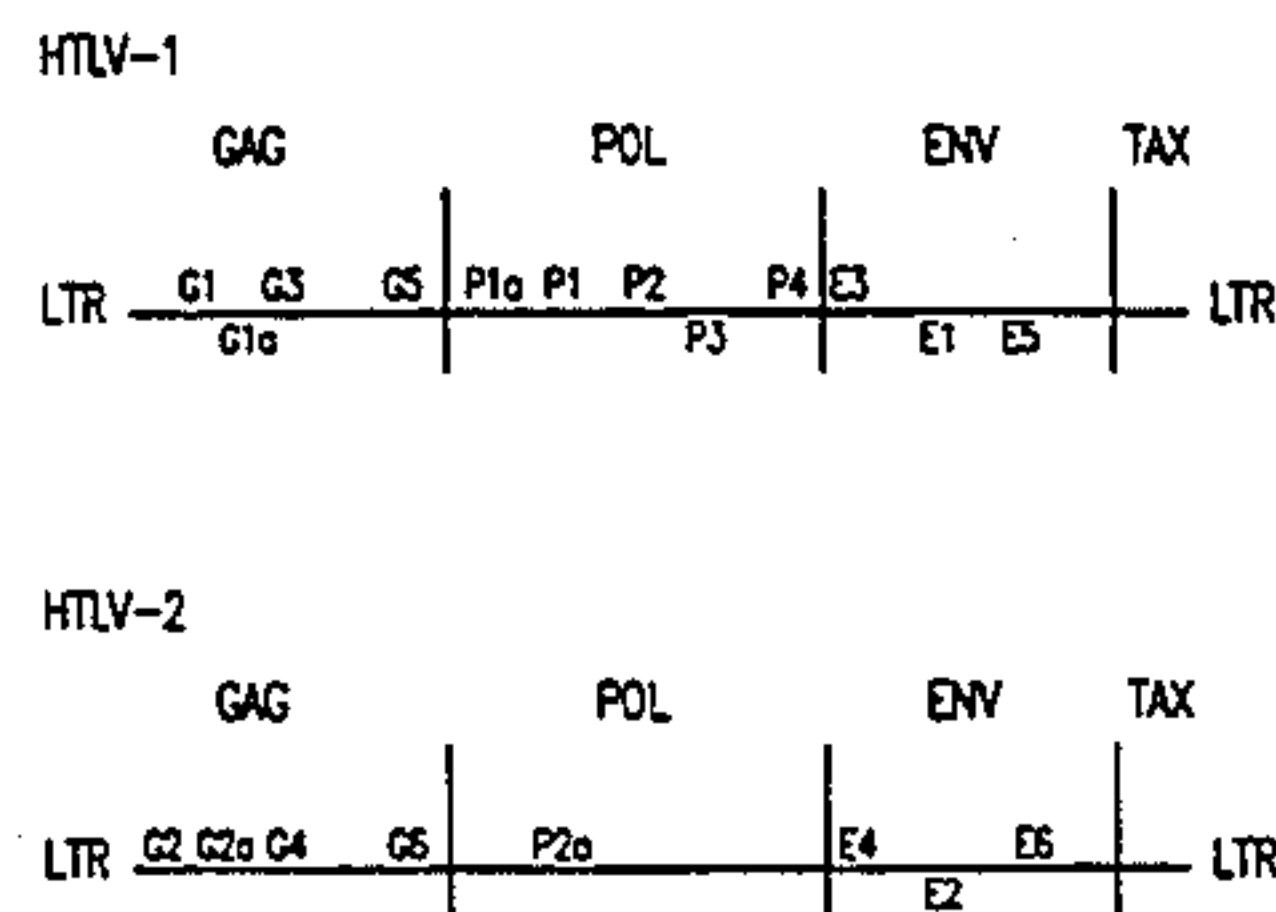 HTLV-1
GAG POL ENV TAX
G1 G3 G5 P1a P1 P2 P4 E3
LTR LTR
G1a P3 E1 E5
HTLV-2
GAG POL ENV TAX
G2 G2a G4 P2a E4 E6
LTR LTR
E2